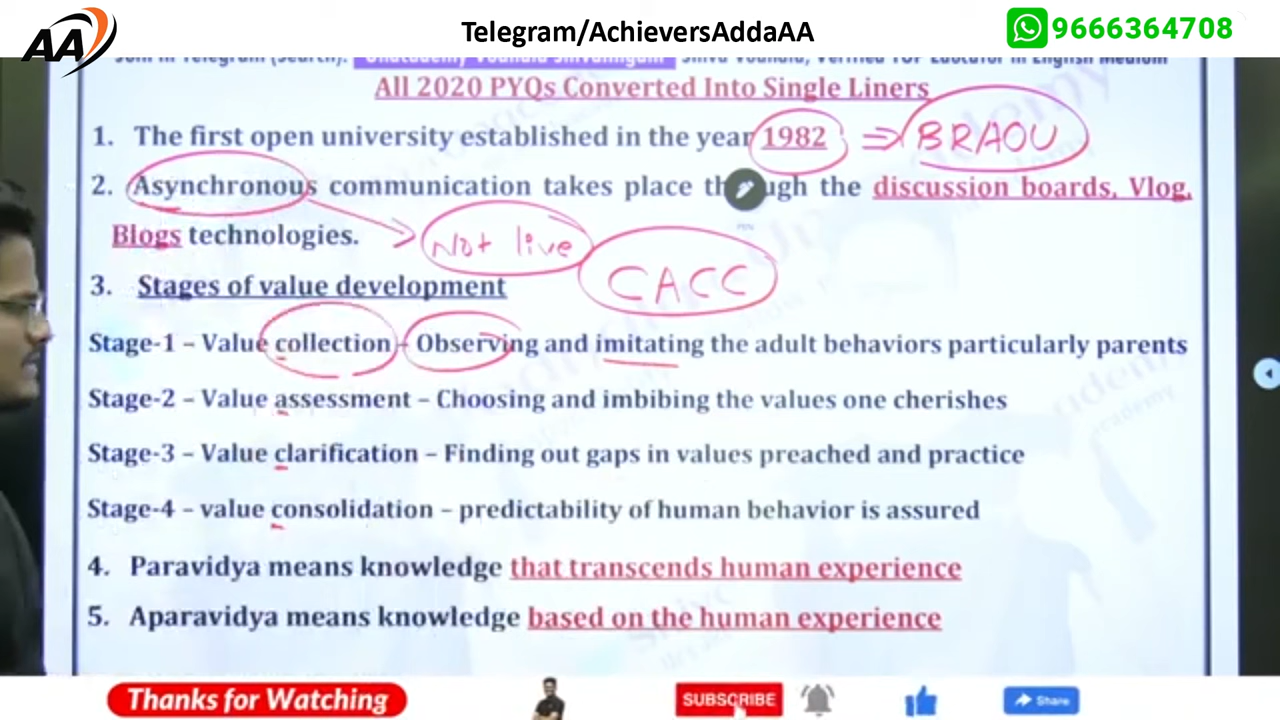 AA
Telegram/AchieversAddaAA
9666364708
All 2020 PYQs Converted Into Single Liners
1. The first open university established in the year 1982 ⇒ BRAOU
2. Asynchronous communication takes place through the discussion boards, Vlog,
Blogs technologies. Not live
CACC
3. Stages of value development
Stage-1 – Value collection – Observing and imitating the adult behaviors particularly parents
Stage-2 – Value assessment – Choosing and imbibing the values one cherishes
Stage-3 – Value clarification – Finding out gaps in values preached and practice
Stage-4 – value consolidation – predictability of human behavior is assured
4. Paravidya means knowledge that transcends human experience
5. Aparavidya means knowledge based on the human experience
Thanks for Watching
SUBSCRIBE
Share